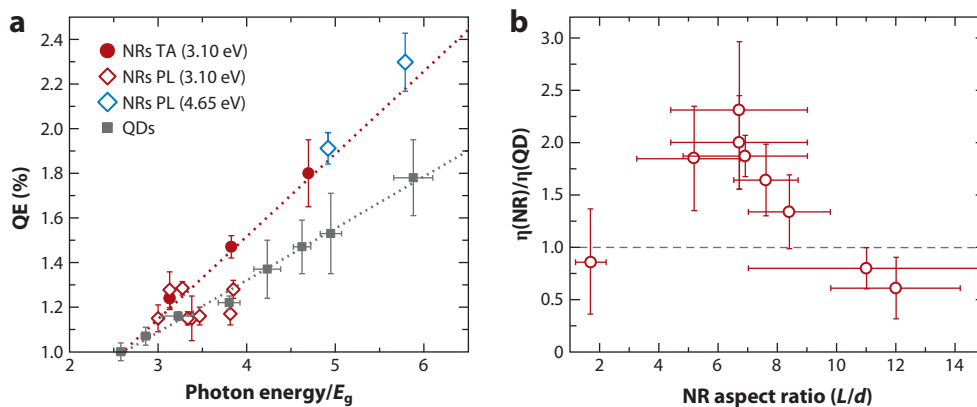 a
2.4
2.2
2.0
1.8
1.6
1.4
1.2
1.0
QE (%)
NRs TA (3.10 eV)
NRs PL (3.10 eV)
NRs PL (4.65 eV)
QDs
2 3 4 5 6
Photon energy/Eg
b
3.0
2.5
2.0
1.5
1.0
0.5
0
η(NR)/η(QD)
2 4 6 8 10 12 14
NR aspect ratio (L/d)